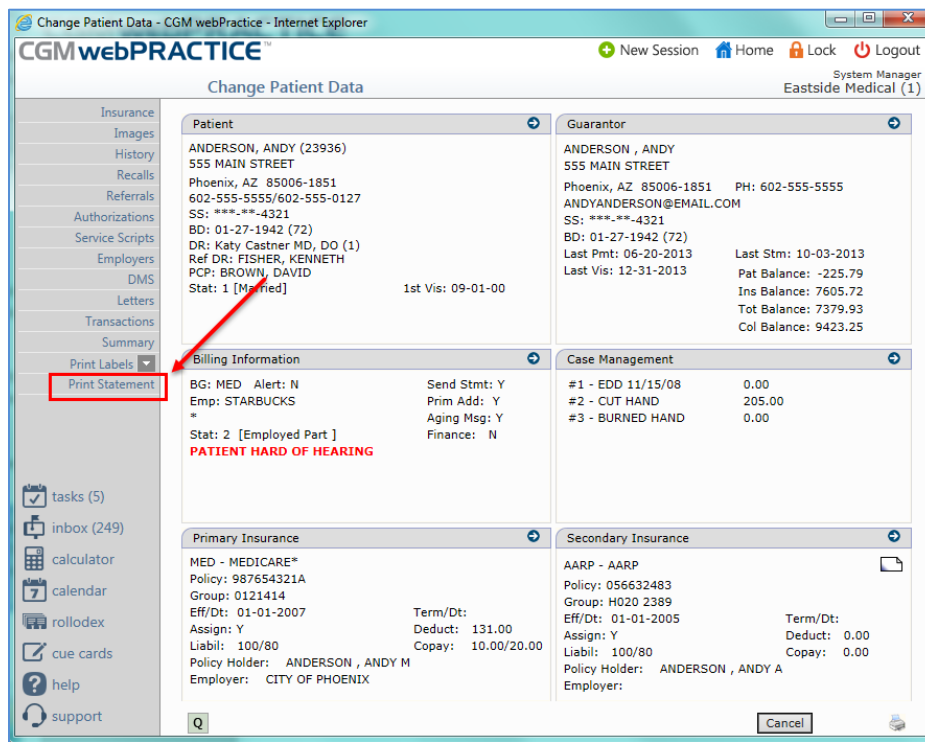 Change Patient Data - CGM webPractice - Internet Explorer
CGM webPRACTICE™
New Session Home Lock Logout
Change Patient Data
System Manager
Eastside Medical (1)
Insurance
Images
History
Recalls
Referrals
Authorizations
Service Scripts
Employers
DMS
Letters
Transactions
Summary
Print Labels
Print Statement
tasks (5)
inbox (249)
calculator
7 calendar
rollodex
cue cards
? help
support
Patient
ANDERSON, ANDY (23936)
555 MAIN STREET
Phoenix, AZ 85006-1851
602-555-5555/602-555-0127
SS: ***-**-4321
BD: 01-27-1942 (72)
DR: Katy Castner MD, DO (1)
Ref DR: FISHER, KENNETH
PCP: BROWN, DAVID
Stat: 1 [Married] 1st Vis: 09-01-00
Guarantor
ANDERSON , ANDY
555 MAIN STREET
Phoenix, AZ 85006-1851 PH: 602-555-5555
ANDYANDERSON@EMAIL.COM
SS: ***-**-4321
BD: 01-27-1942 (72)
Last Pmt: 06-20-2013 Last Stm: 10-03-2013
Last Vis: 12-31-2013 Pat Balance: -225.79
Ins Balance: 7605.72
Tot Balance: 7379.93
Col Balance: 9423.25
Billing Information
BG: MED Alert: N Send Stmt: Y
Emp: STARBUCKS Prim Add: Y
* Aging Msg: Y
Stat: 2 [Employed Part ] Finance: N
PATIENT HARD OF HEARING
Case Management
#1 - EDD 11/15/08 0.00
#2 - CUT HAND 205.00
#3 - BURNED HAND 0.00
Primary Insurance
MED - MEDICARE*
Policy: 987654321A
Group: 0121414
Eff/Dt: 01-01-2007 Term/Dt:
Assign: Y Deduct: 131.00
Liabil: 100/80 Copay: 10.00/20.00
Policy Holder: ANDERSON , ANDY M
Employer: CITY OF PHOENIX
Secondary Insurance
AARP - AARP
Policy: 056632483
Group: H020 2389
Eff/Dt: 01-01-2005 Term/Dt:
Assign: Y Deduct: 0.00
Liabil: 100/80 Copay: 0.00
Policy Holder: ANDERSON , ANDY A
Employer:
Q
Cancel